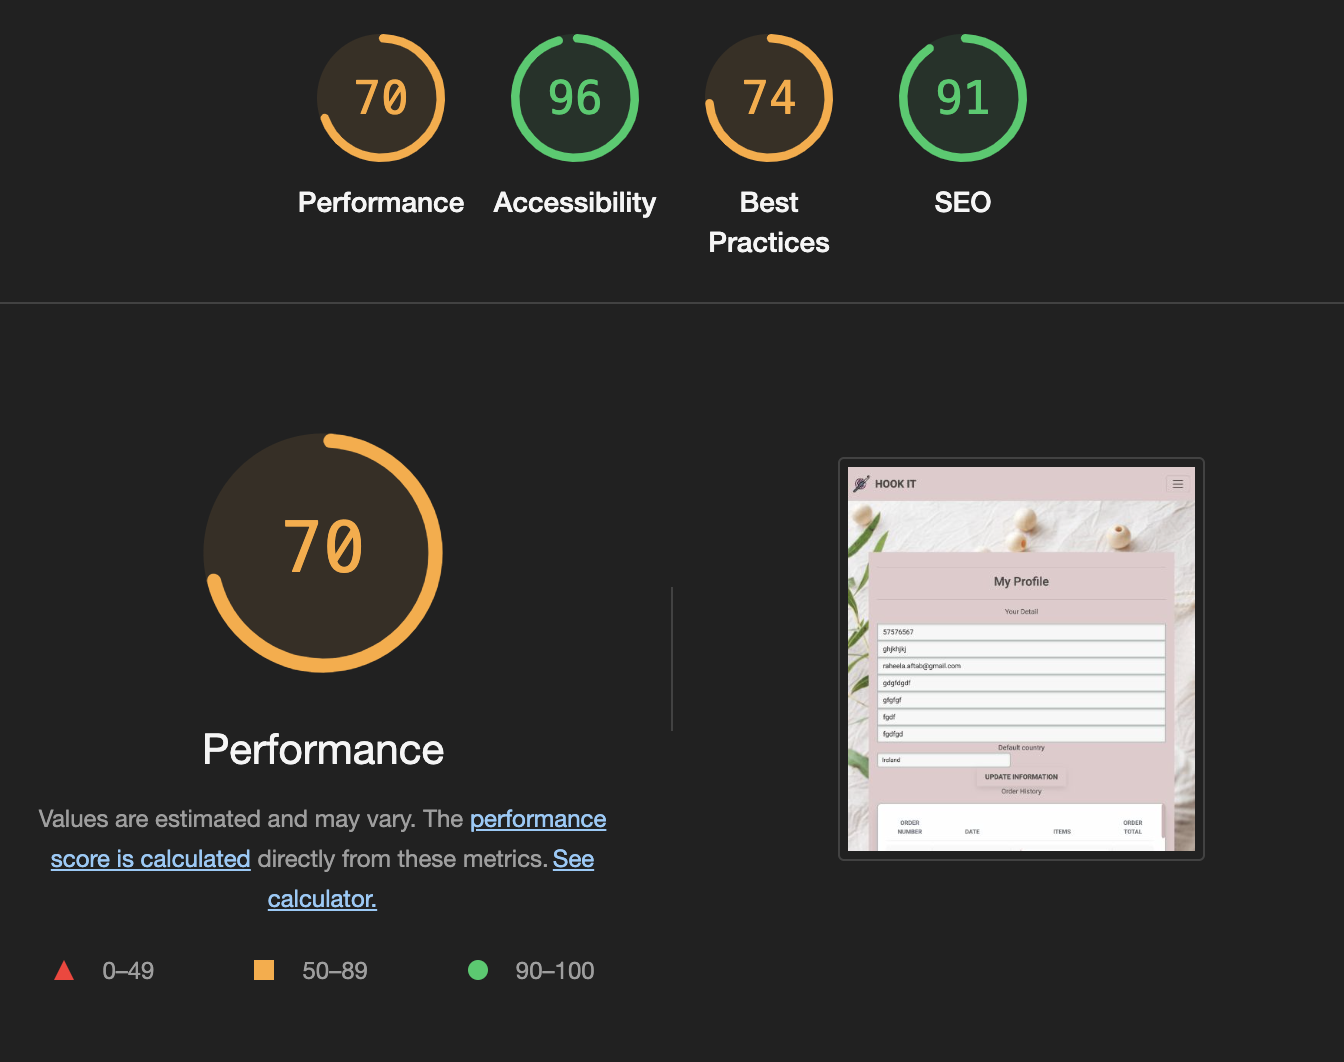 70
96
74
91
Performance
Accessibility
Best
Practices
SEO
70
Performance
Values are estimated and may vary. The performance
score is calculated directly from these metrics. See
calculator.
0–49
50–89
90–100
HOOK IT
My Profile
Your Detail
57576567
ghjkhjkj
raheela.aftab@gmail.com
gdgfdgdf
gfgfgf
fgdf
fgdfgd
Default country
Ireland
UPDATE INFORMATION
Order History
ORDER
NUMBER
DATE
ITEMS
ORDER
TOTAL